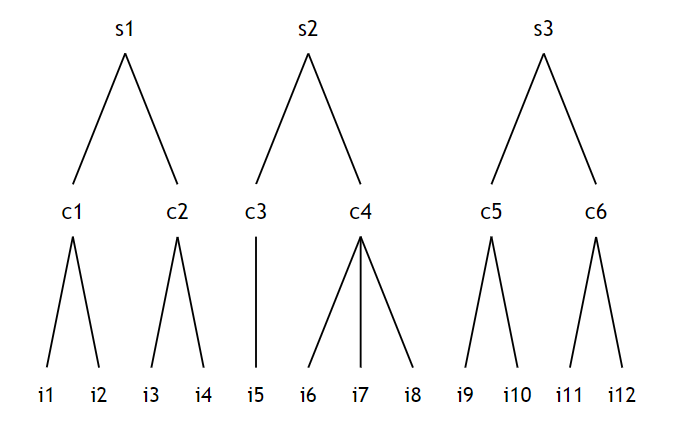 s1 s2 s3
c1 c2 c3 c4 c5 c6
i1 i2 i3 i4 i5 i6 i7 i8 i9 i10 i11 i12